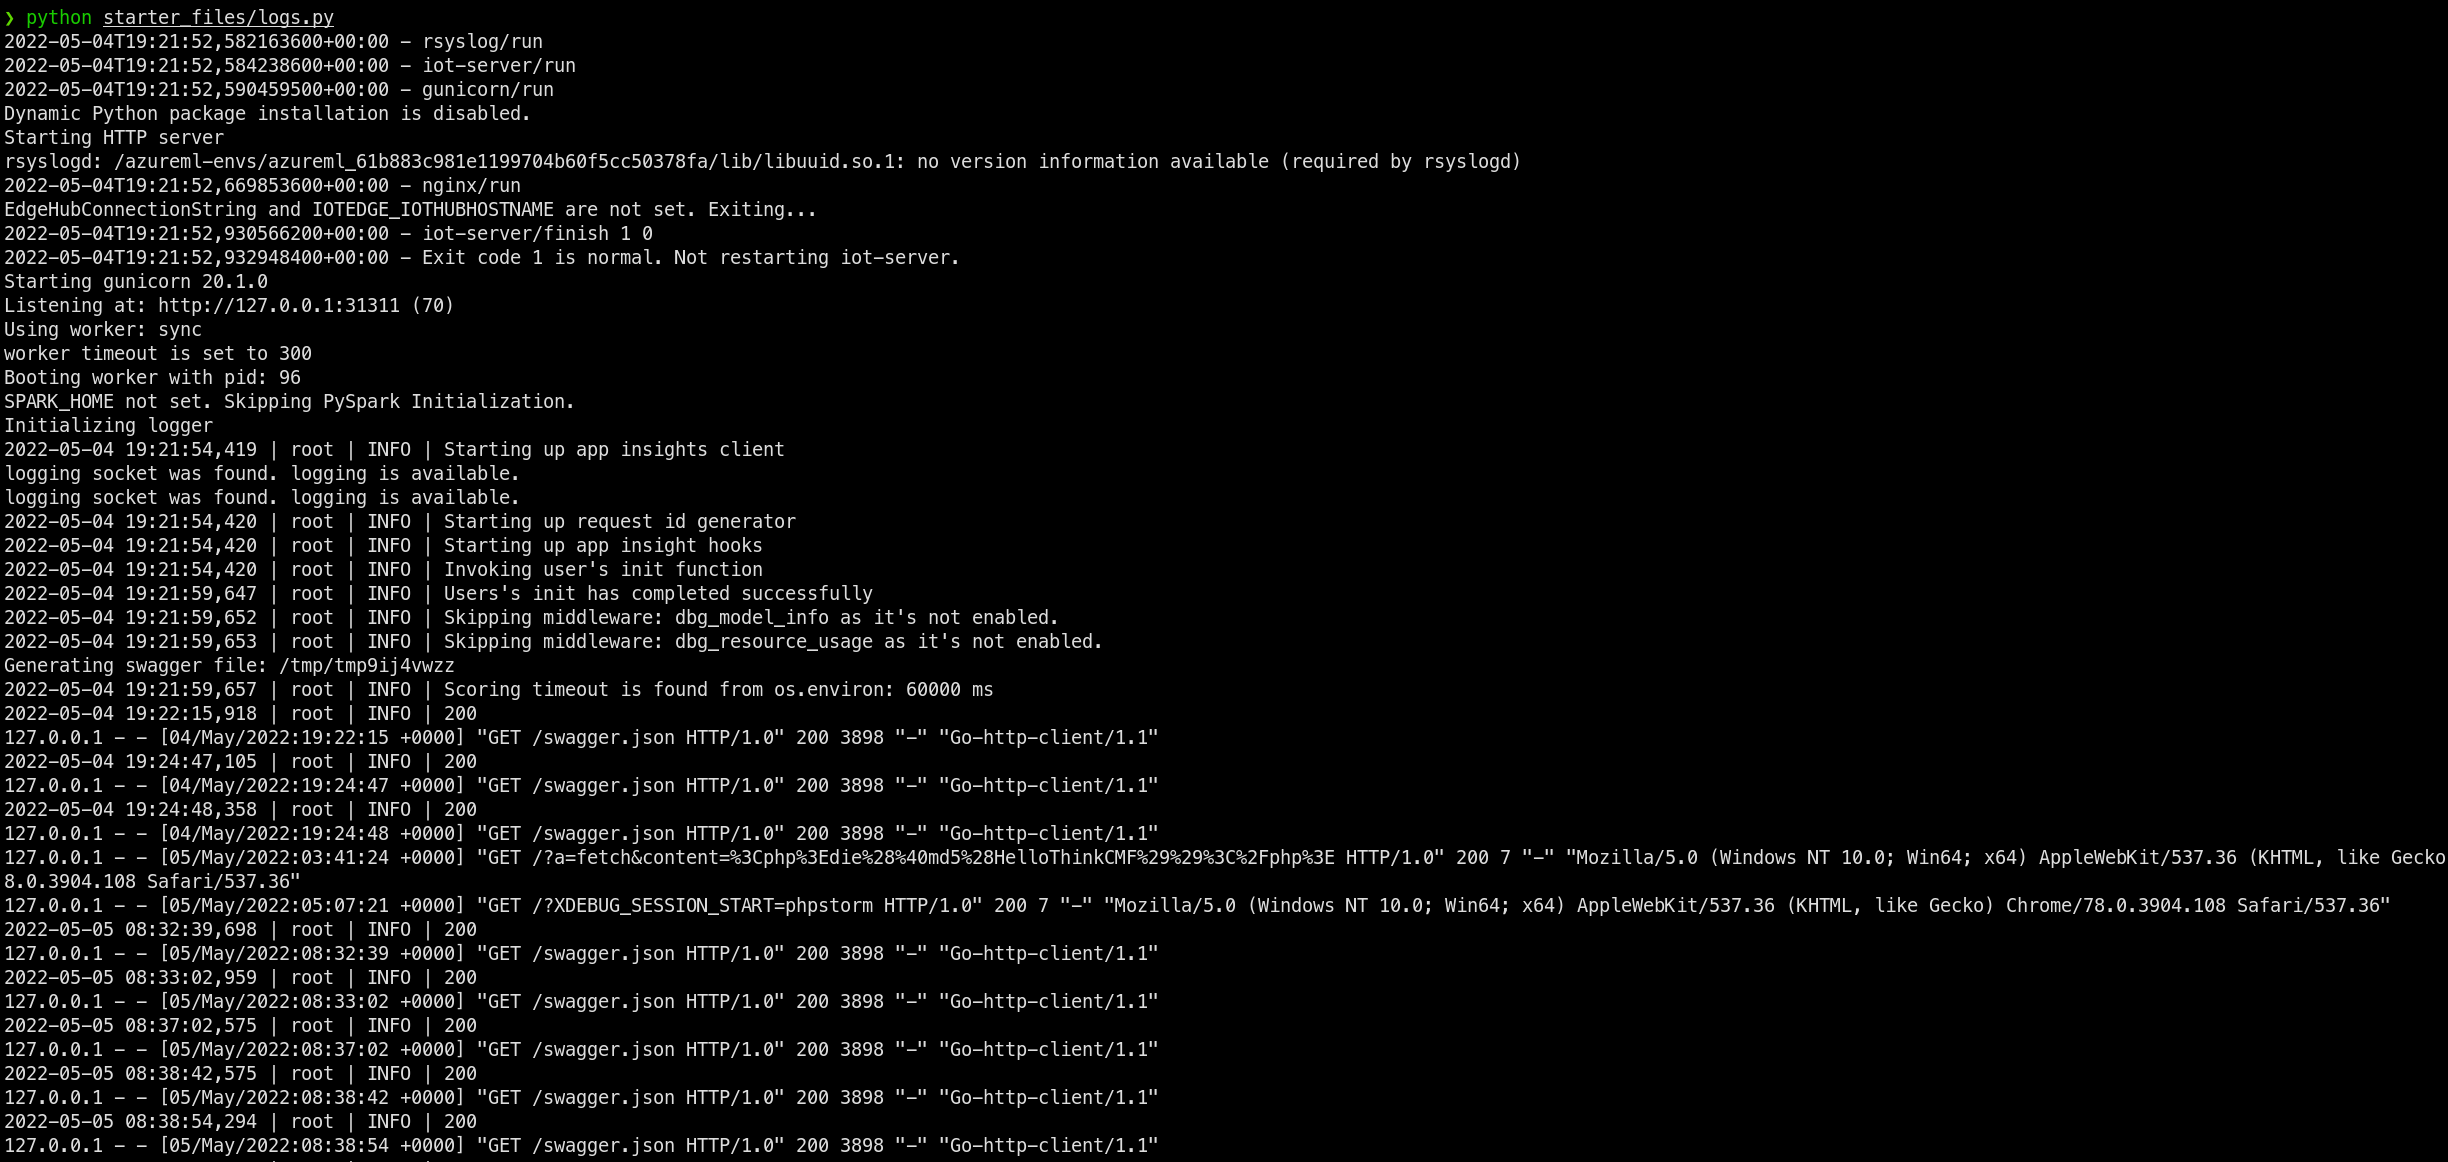 ❯ python starter_files/logs.py
2022-05-04T19:21:52,582163600+00:00 - rsyslog/run
2022-05-04T19:21:52,584238600+00:00 - iot-server/run
2022-05-04T19:21:52,590459500+00:00 - gunicorn/run
Dynamic Python package installation is disabled.
Starting HTTP server
rsyslogd: /azureml-envs/azureml_61b883c981e1199704b60f5cc50378fa/lib/libuuid.so.1: no version information available (required by rsyslogd)
2022-05-04T19:21:52,669853600+00:00 - nginx/run
EdgeHubConnectionString and IOTEDGE_IOTHUBHOSTNAME are not set. Exiting...
2022-05-04T19:21:52,930566200+00:00 - iot-server/finish 1 0
2022-05-04T19:21:52,932948400+00:00 - Exit code 1 is normal. Not restarting iot-server.
Starting gunicorn 20.1.0
Listening at: http://127.0.0.1:31311 (70)
Using worker: sync
worker timeout is set to 300
Booting worker with pid: 96
SPARK_HOME not set. Skipping PySpark Initialization.
Initializing logger
2022-05-04 19:21:54,419 | root | INFO | Starting up app insights client
logging socket was found. logging is available.
logging socket was found. logging is available.
2022-05-04 19:21:54,420 | root | INFO | Starting up request id generator
2022-05-04 19:21:54,420 | root | INFO | Starting up app insight hooks
2022-05-04 19:21:54,420 | root | INFO | Invoking user's init function
2022-05-04 19:21:59,647 | root | INFO | Users's init has completed successfully
2022-05-04 19:21:59,652 | root | INFO | Skipping middleware: dbg_model_info as it's not enabled.
2022-05-04 19:21:59,653 | root | INFO | Skipping middleware: dbg_resource_usage as it's not enabled.
Generating swagger file: /tmp/tmp9ij4vwzz
2022-05-04 19:21:59,657 | root | INFO | Scoring timeout is found from os.environ: 60000 ms
2022-05-04 19:22:15,918 | root | INFO | 200
127.0.0.1 - - [04/May/2022:19:22:15 +0000] "GET /swagger.json HTTP/1.0" 200 3898 "-" "Go-http-client/1.1"
2022-05-04 19:24:47,105 | root | INFO | 200
127.0.0.1 - - [04/May/2022:19:24:47 +0000] "GET /swagger.json HTTP/1.0" 200 3898 "-" "Go-http-client/1.1"
2022-05-04 19:24:48,358 | root | INFO | 200
127.0.0.1 - - [04/May/2022:19:24:48 +0000] "GET /swagger.json HTTP/1.0" 200 3898 "-" "Go-http-client/1.1"
127.0.0.1 - - [05/May/2022:03:41:24 +0000] "GET /?a=fetch&content=%3Cphp%3Edie%28%40md5%28HelloThinkCMF%29%29%3C%2Fphp%3E HTTP/1.0" 200 7 "-" "Mozilla/5.0 (Windows NT 10.0; Win64; x64) AppleWebKit/537.36 (KHTML, like Gecko
8.0.3904.108 Safari/537.36"
127.0.0.1 - - [05/May/2022:05:07:21 +0000] "GET /?XDEBUG_SESSION_START=phpstorm HTTP/1.0" 200 7 "-" "Mozilla/5.0 (Windows NT 10.0; Win64; x64) AppleWebKit/537.36 (KHTML, like Gecko) Chrome/78.0.3904.108 Safari/537.36"
2022-05-05 08:32:39,698 | root | INFO | 200
127.0.0.1 - - [05/May/2022:08:32:39 +0000] "GET /swagger.json HTTP/1.0" 200 3898 "-" "Go-http-client/1.1"
2022-05-05 08:33:02,959 | root | INFO | 200
127.0.0.1 - - [05/May/2022:08:33:02 +0000] "GET /swagger.json HTTP/1.0" 200 3898 "-" "Go-http-client/1.1"
2022-05-05 08:37:02,575 | root | INFO | 200
127.0.0.1 - - [05/May/2022:08:37:02 +0000] "GET /swagger.json HTTP/1.0" 200 3898 "-" "Go-http-client/1.1"
2022-05-05 08:38:42,575 | root | INFO | 200
127.0.0.1 - - [05/May/2022:08:38:42 +0000] "GET /swagger.json HTTP/1.0" 200 3898 "-" "Go-http-client/1.1"
2022-05-05 08:38:54,294 | root | INFO | 200
127.0.0.1 - - [05/May/2022:08:38:54 +0000] "GET /swagger.json HTTP/1.0" 200 3898 "-" "Go-http-client/1.1"